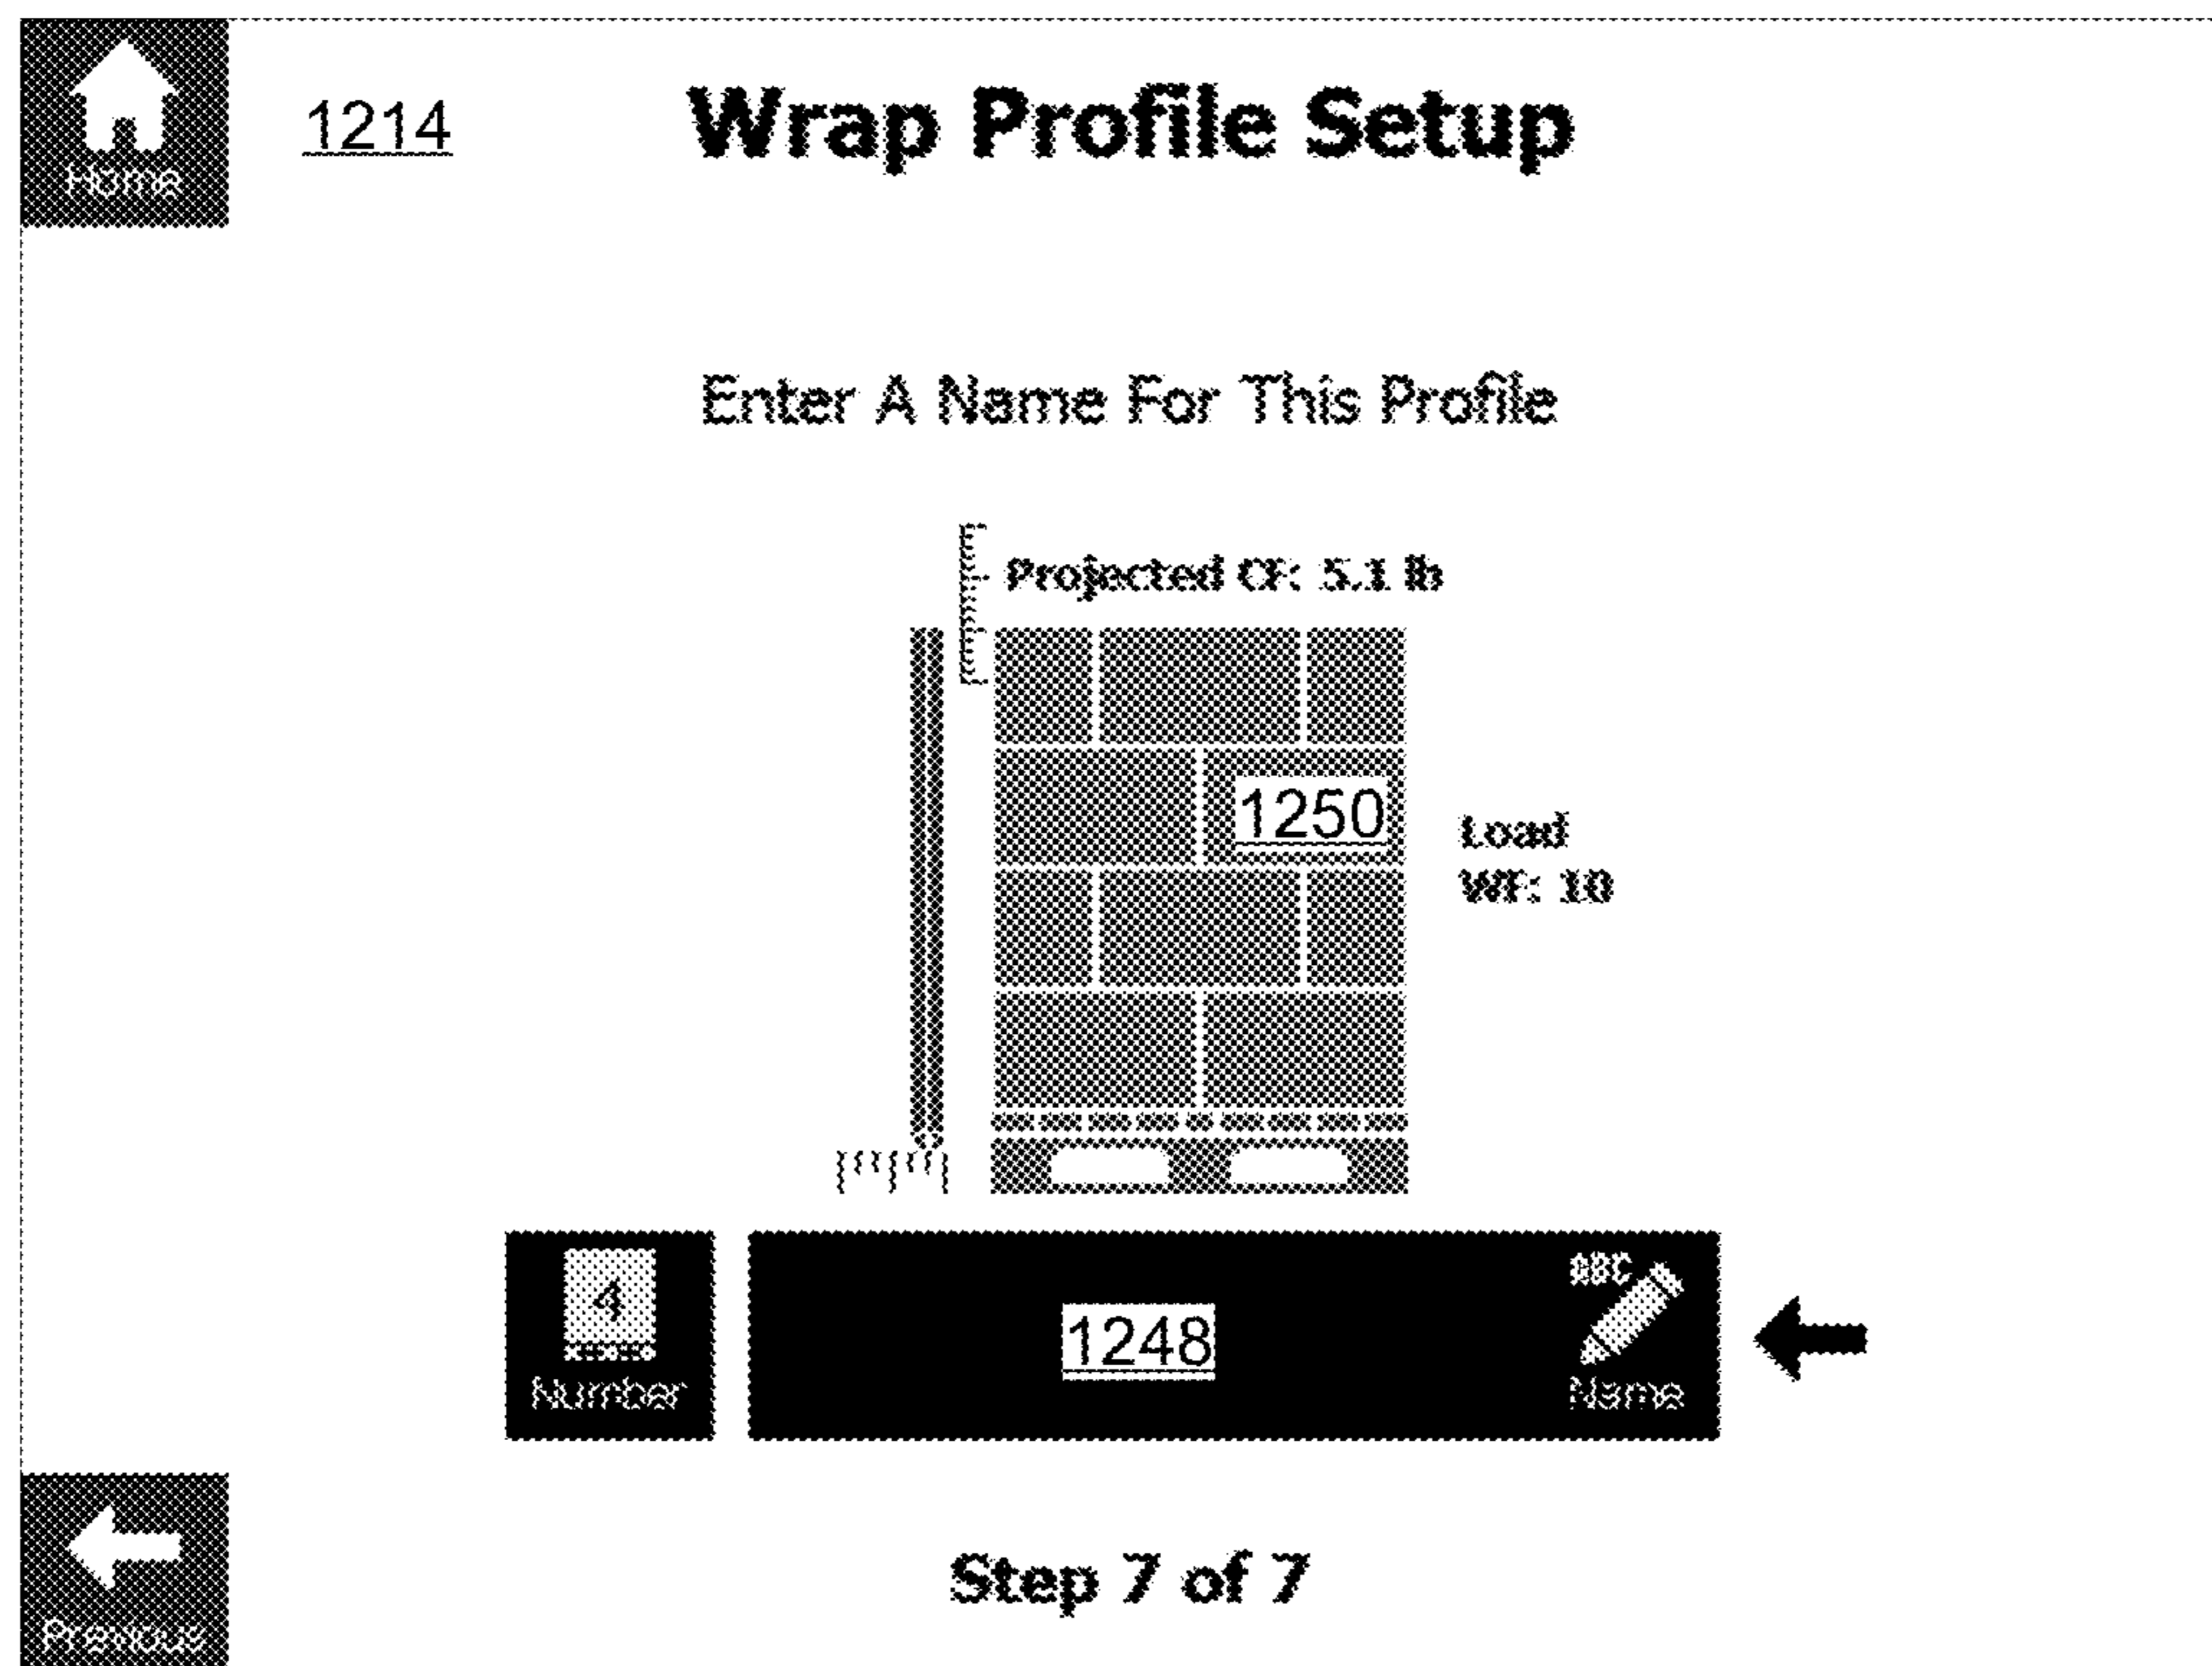 1214
Wrap Profile Setup
Home
Enter A Name For This Profile
Projected CF: 5.1 lb
1250
Load
WF: 10
4
ABC
1248
Number
Name
Step 7 of 7
Previous